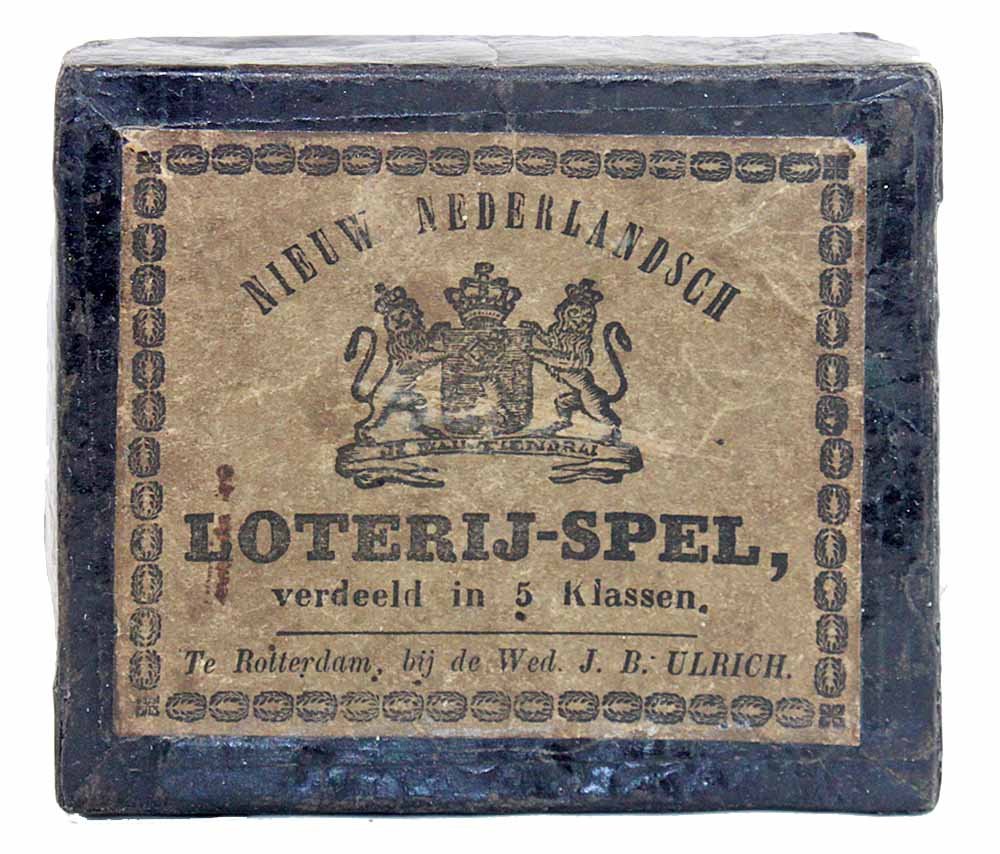 NIEUW NEDERLANDSCH
LOTERIJ-SPEL,
verdeeld in 5 Klassen.
Te Rotterdam, bij de Wed. J. B. ULRICH.